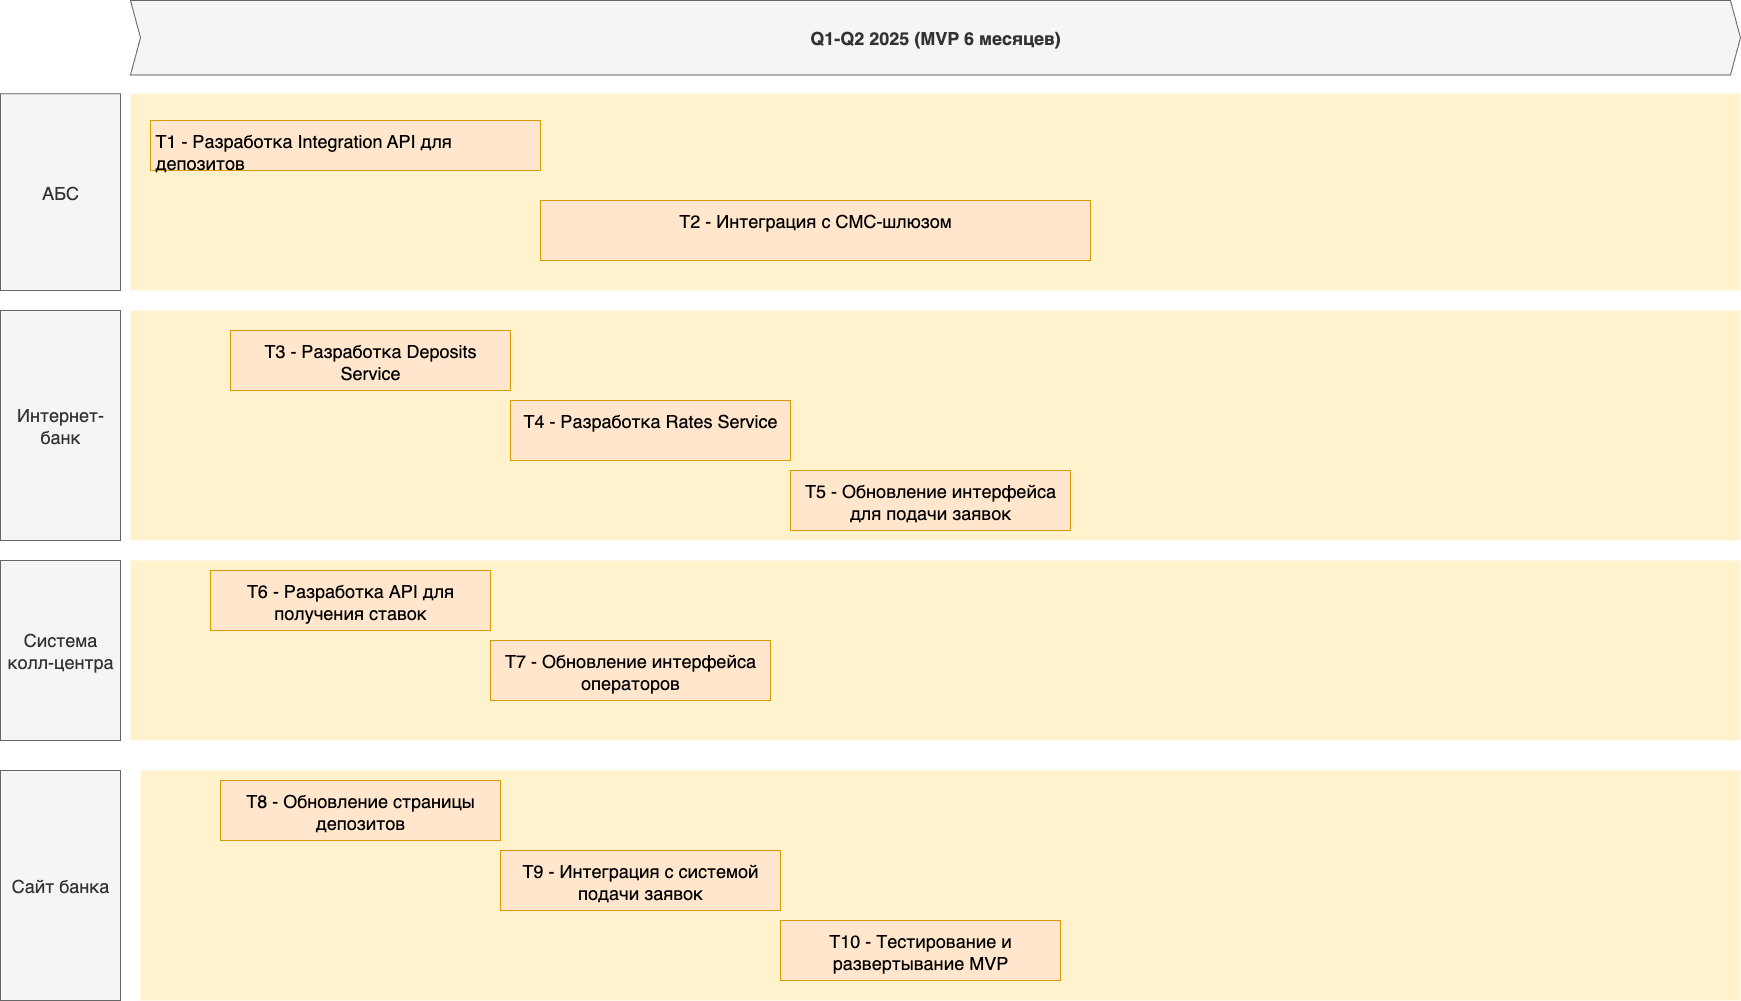 Q1-Q2 2025 (MVP 6 месяцев)
АБС
T1 - Разработка Integration API для
депозитов
T2 - Интеграция с СМС-шлюзом
Интернет-
банк
T3 - Разработка Deposits
Service
T4 - Разработка Rates Service
T5 - Обновление интерфейса
для подачи заявок
Система
колл-центра
T6 - Разработка API для
получения ставок
T7 - Обновление интерфейса
операторов
Сайт банка
T8 - Обновление страницы
депозитов
T9 - Интеграция с системой
подачи заявок
T10 - Тестирование и
развертывание MVP